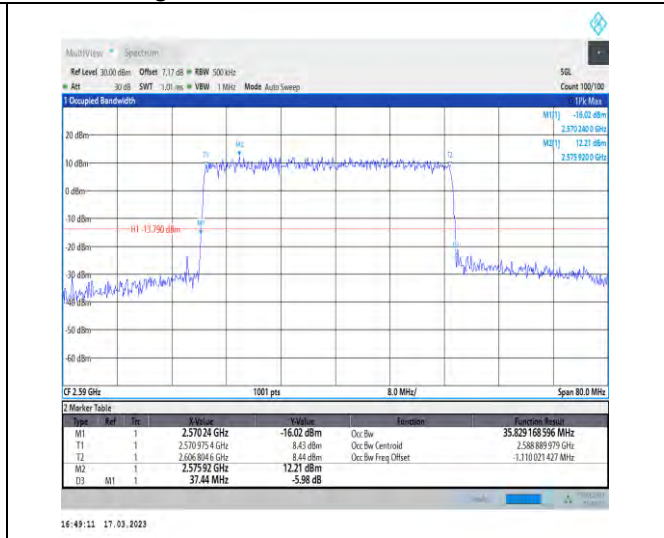 MultiView Spectrum
Ref Level 30.00 dBm Offset 7.17 dB RBW 500 kHz SGL
Att 30 dB SWT 1.01 ms VBW 1 MHz Mode Auto Sweep Count 100/100
1 Occupied Bandwidth 1Pk Max
M1[1] -16.02 dBm
2.570 240 0 GHz
20 dBm M2[1] 12.21 dBm
2.575 920 0 GHz
M2
T1 T2
10 dBm
0 dBm
-10 dBm
M1
H1 -13.790 dBm
-20 dBm
-30 dBm
-40 dBm
-50 dBm
-60 dBm
CF 2.59 GHz 1001 pts 8.0 MHz/ Span 80.0 MHz
2 Marker Table
Type Ref Trc X-Value Y-Value Function Function Result
M1 1 2.570 24 GHz -16.02 dBm Occ Bw 35.829 168 596 MHz
T1 1 2.570 975 4 GHz 8.43 dBm Occ Bw Centroid 2.588 889 979 GHz
T2 1 2.606 804 6 GHz 8.44 dBm Occ Bw Freq Offset -1.110 021 427 MHz
M2 1 2.575 92 GHz 12.21 dBm
D3 M1 1 37.44 MHz -5.98 dB
16:49:11 17.03.2023